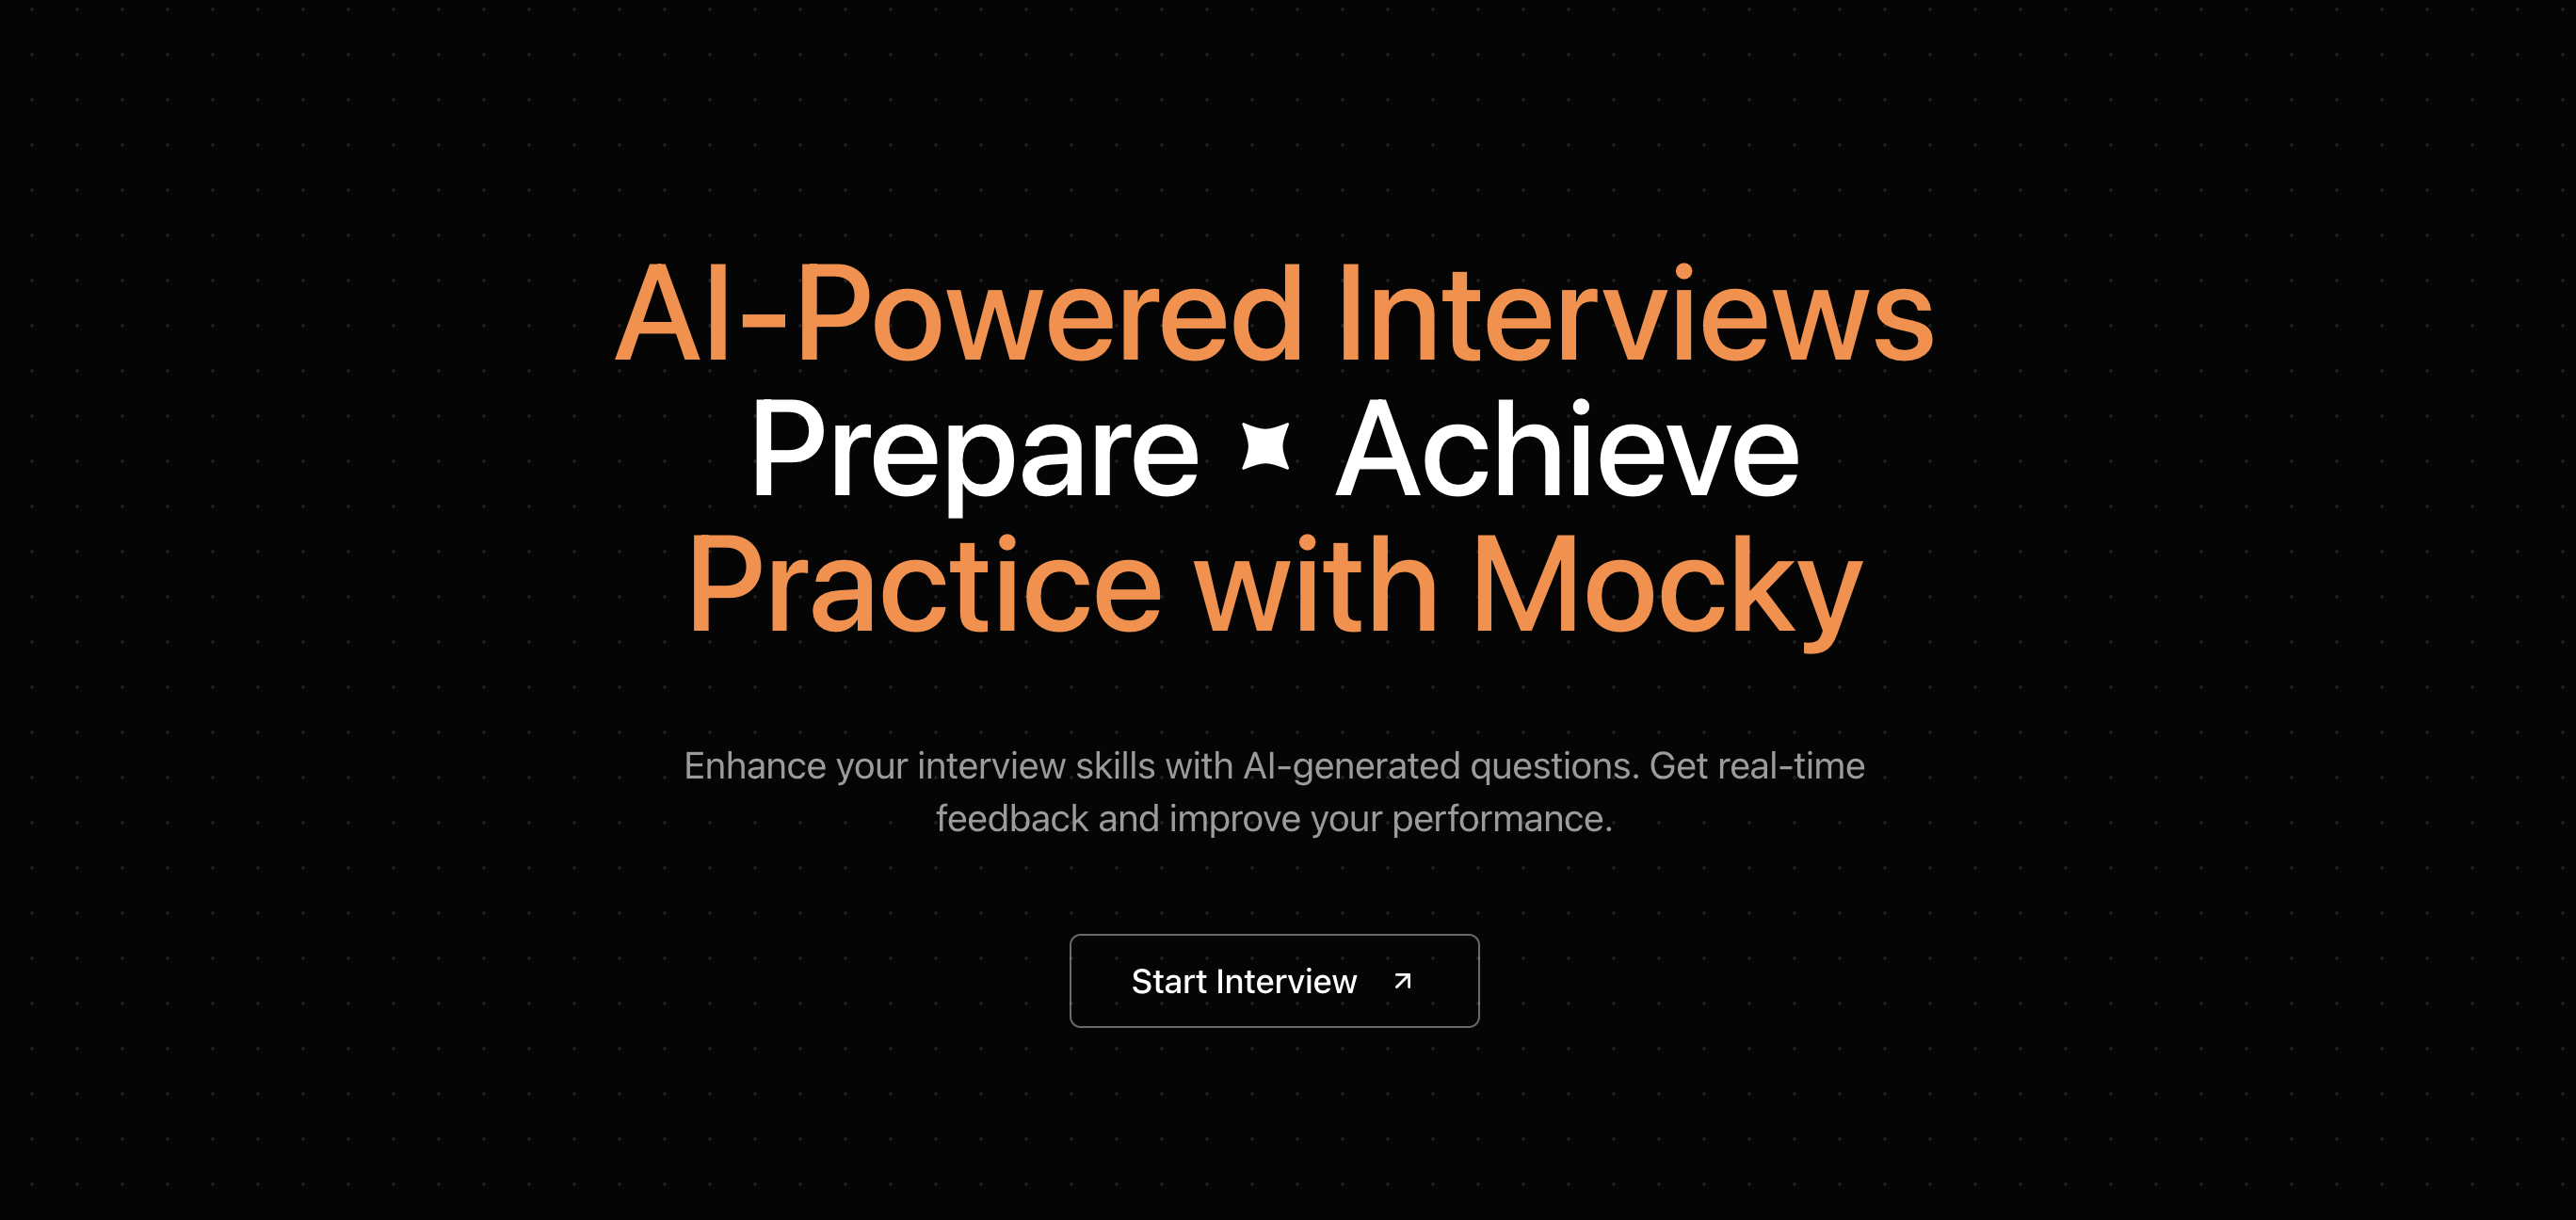 AI-Powered Interviews
Prepare Achieve
Practice with Mocky
Enhance your interview skills with AI-generated questions. Get real-time
feedback and improve your performance.
Start Interview